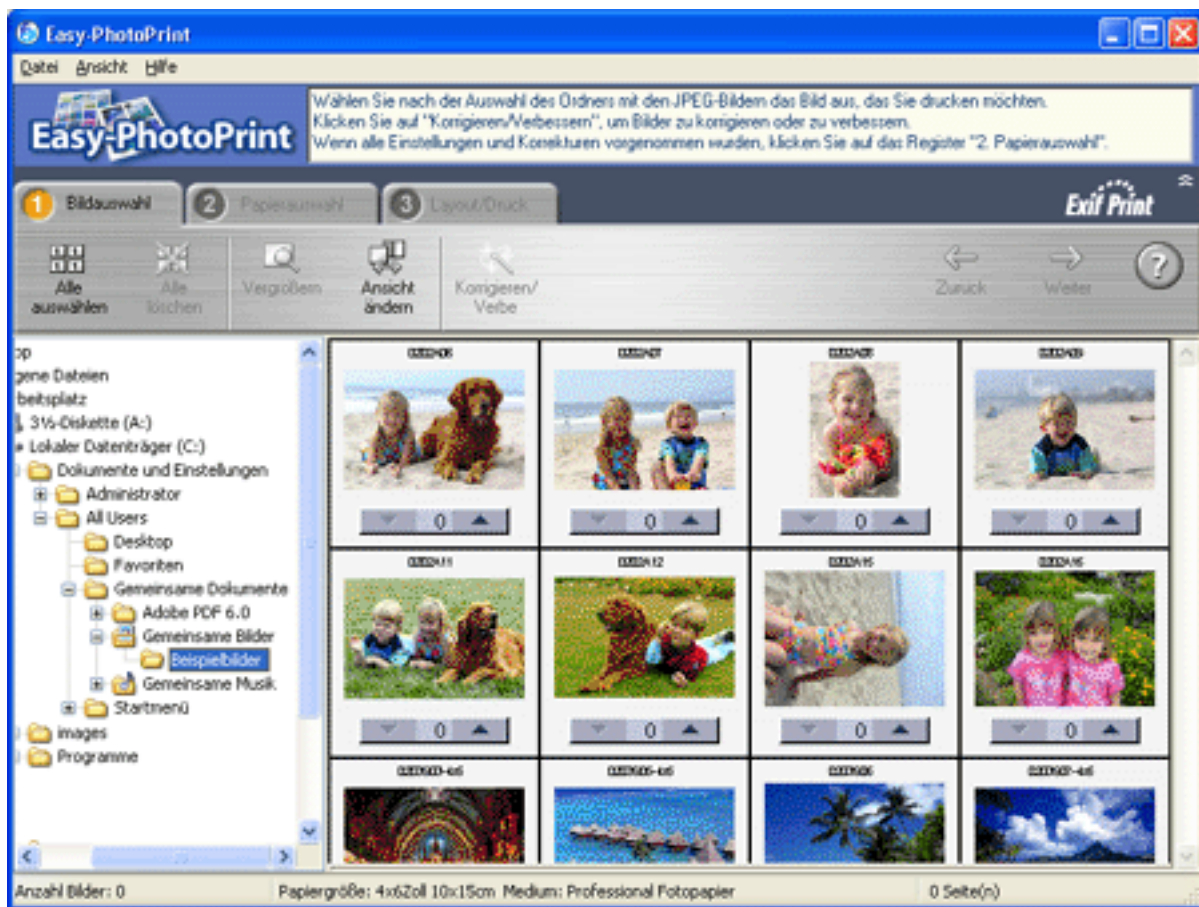 Easy-PhotoPrint
Datei Ansicht Hilfe
Easy-PhotoPrint
Wählen Sie nach der Auswahl des Ordners mit den JPEG-Bildern das Bild aus, das Sie drucken möchten.
Klicken Sie auf "Korrigieren/Verbessern", um Bilder zu korrigieren oder zu verbessern.
Wenn alle Einstellungen und Korrekturen vorgenommen wurden, klicken Sie auf das Register "2. Papierauswahl".
1 Bildauswahl 2 Papierauswahl 3 Layout/Druck
Exif Print
Alle auswählen
Alle löschen
Vergrößern
Ansicht ändern
Korrigieren/ Verbe
Zurück
Weiter
?
op
gene Dateien
beitsplatz
3½-Diskette (A:)
Lokaler Datenträger (C:)
Dokumente und Einstellungen
Administrator
All Users
Desktop
Favoriten
Gemeinsame Dokumente
Adobe PDF 6.0
Gemeinsame Bilder
Beispielbilder
Gemeinsame Musik
Startmenü
images
Programme
0 0 0 0
0 0 0 0
Anzahl Bilder: 0 Papiergröße: 4x6Zoll 10x15cm Medium: Professional Fotopapier 0 Seite(n)